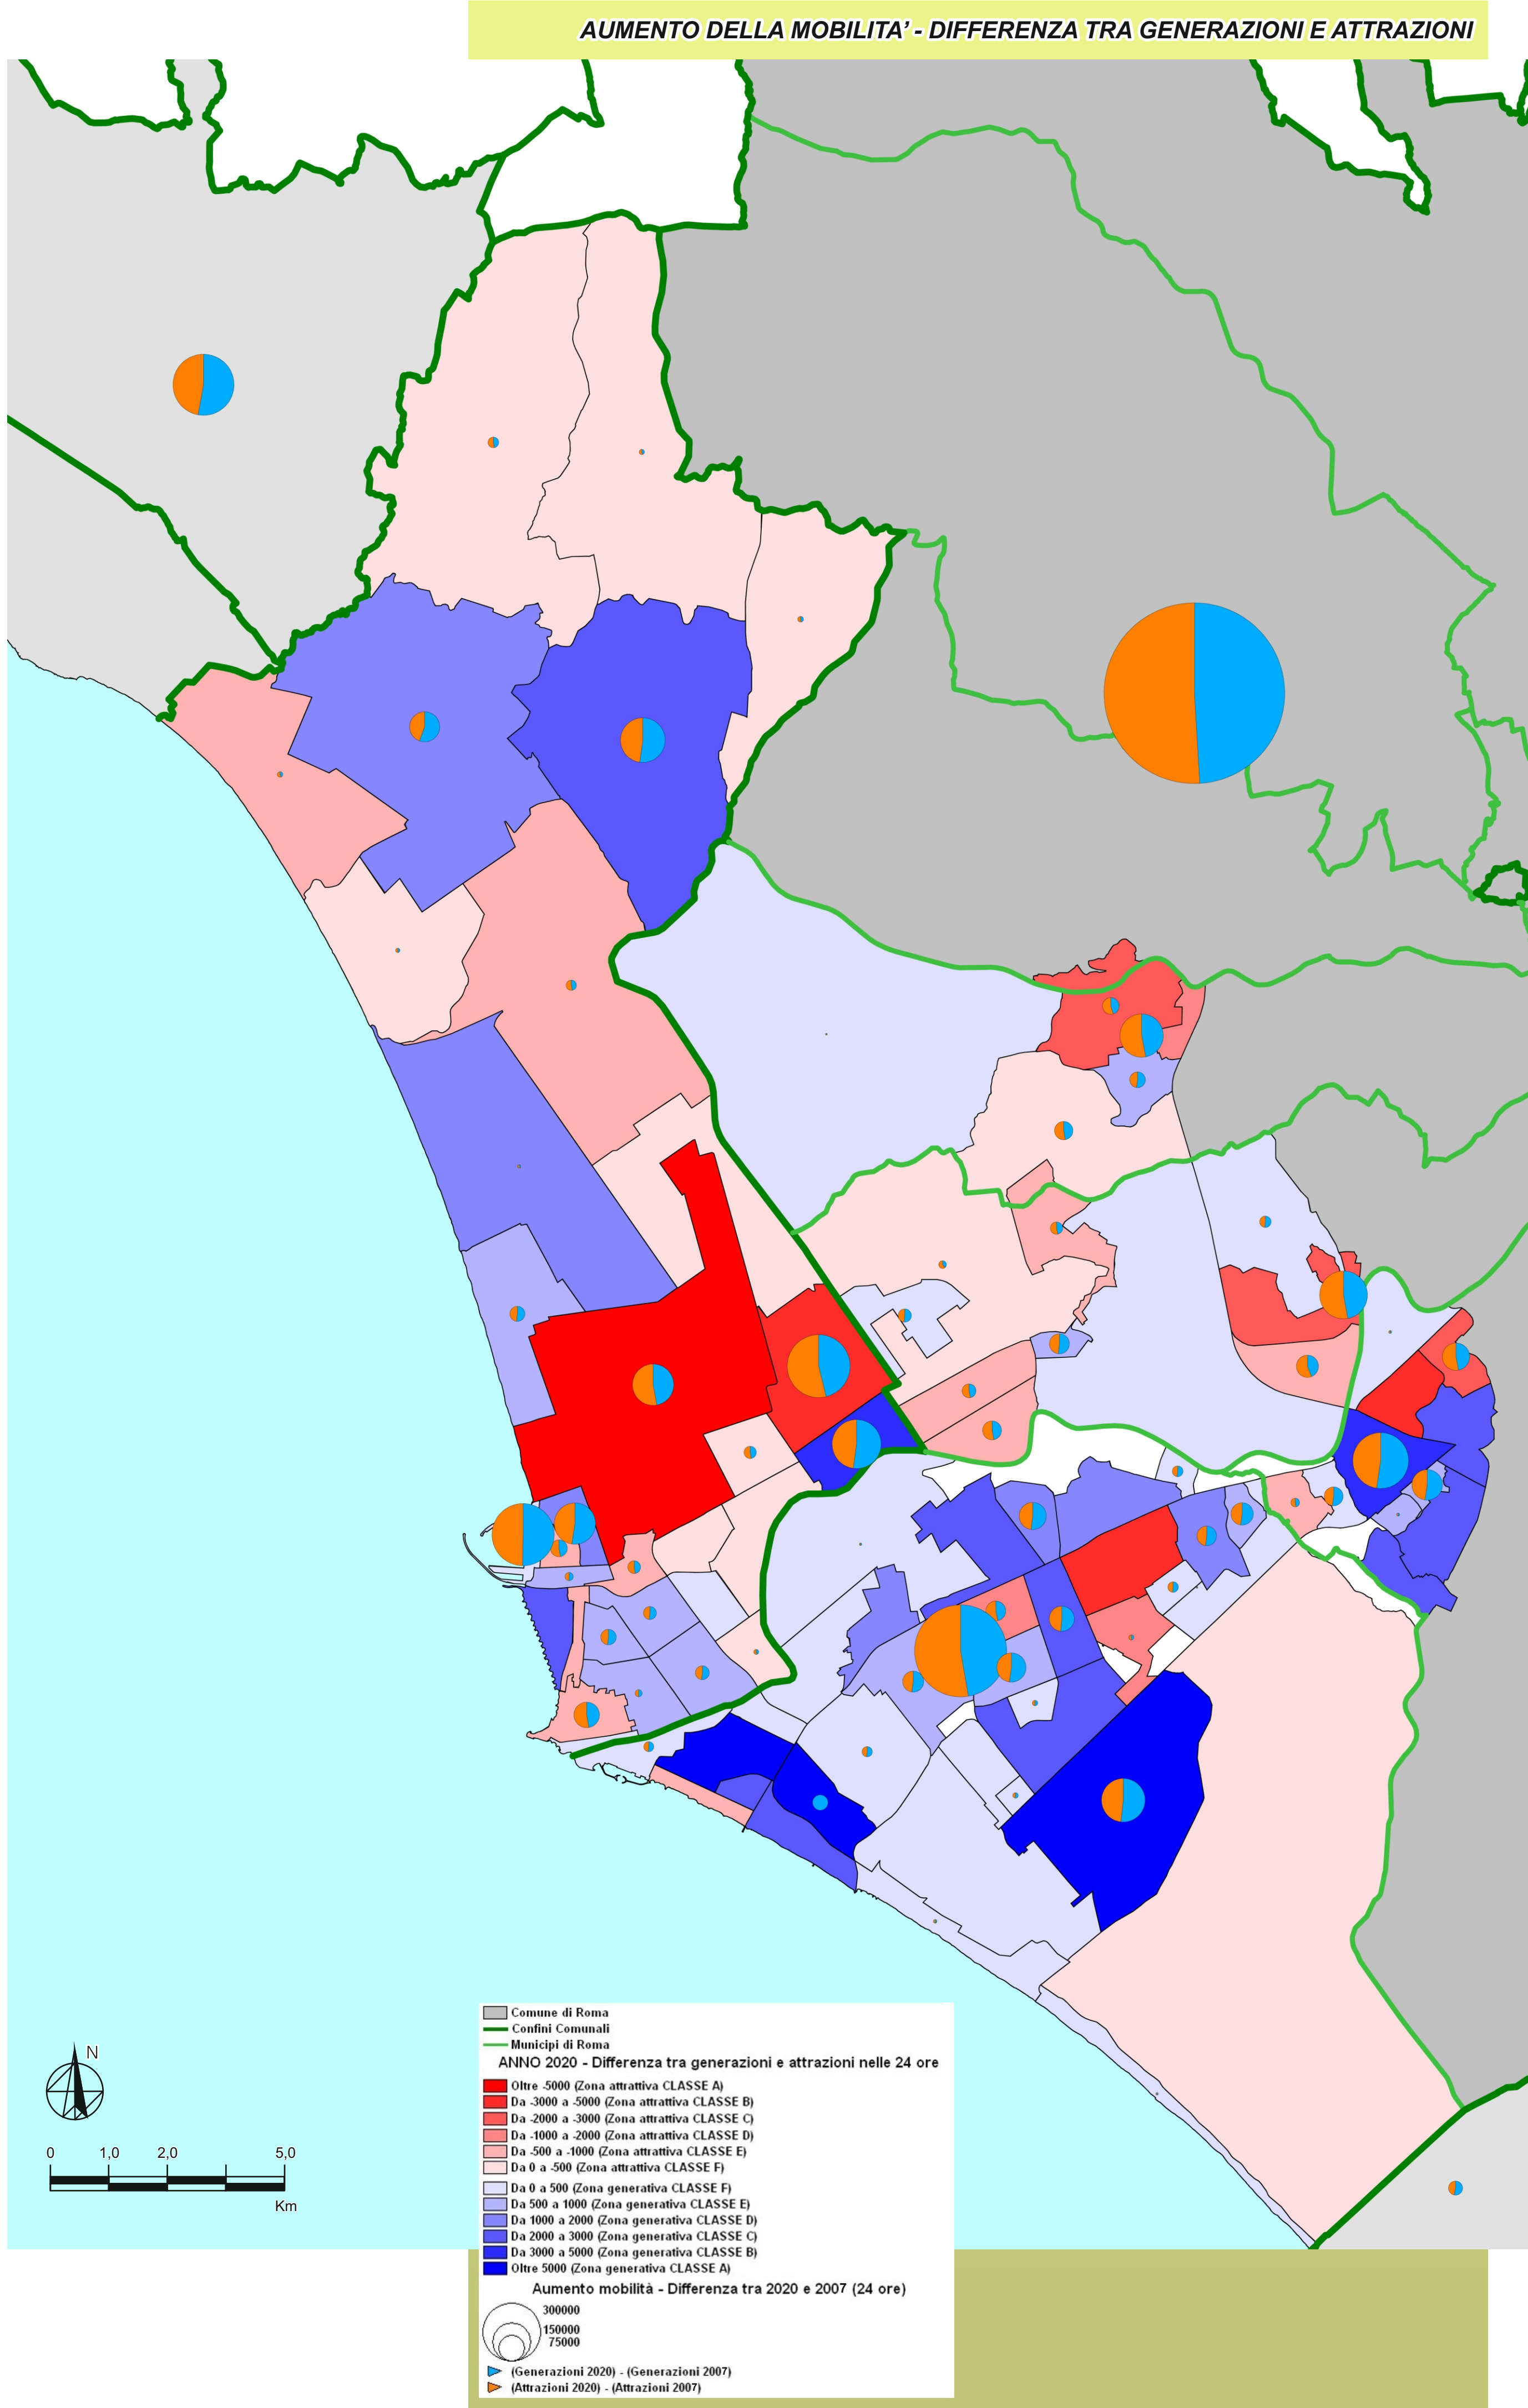 AUMENTO DELLA MOBILITA’ - DIFFERENZA TRA GENERAZIONI E ATTRAZIONI
N
0 1,0 2,0 5,0
Km
Comune di Roma
Confini Comunali
Municipi di Roma
ANNO 2020 - Differenza tra generazioni e attrazioni nelle 24 ore
Oltre -5000 (Zona attrattiva CLASSE A)
Da -3000 a -5000 (Zona attrattiva CLASSE B)
Da -2000 a -3000 (Zona attrattiva CLASSE C)
Da -1000 a -2000 (Zona attrattiva CLASSE D)
Da -500 a -1000 (Zona attrattiva CLASSE E)
Da 0 a -500 (Zona attrattiva CLASSE F)
Da 0 a 500 (Zona generativa CLASSE F)
Da 500 a 1000 (Zona generativa CLASSE E)
Da 1000 a 2000 (Zona generativa CLASSE D)
Da 2000 a 3000 (Zona generativa CLASSE C)
Da 3000 a 5000 (Zona generativa CLASSE B)
Oltre 5000 (Zona generativa CLASSE A)
Aumento mobilità - Differenza tra 2020 e 2007 (24 ore)
300000
150000
75000
(Generazioni 2020) - (Generazioni 2007)
(Attrazioni 2020) - (Attrazioni 2007)